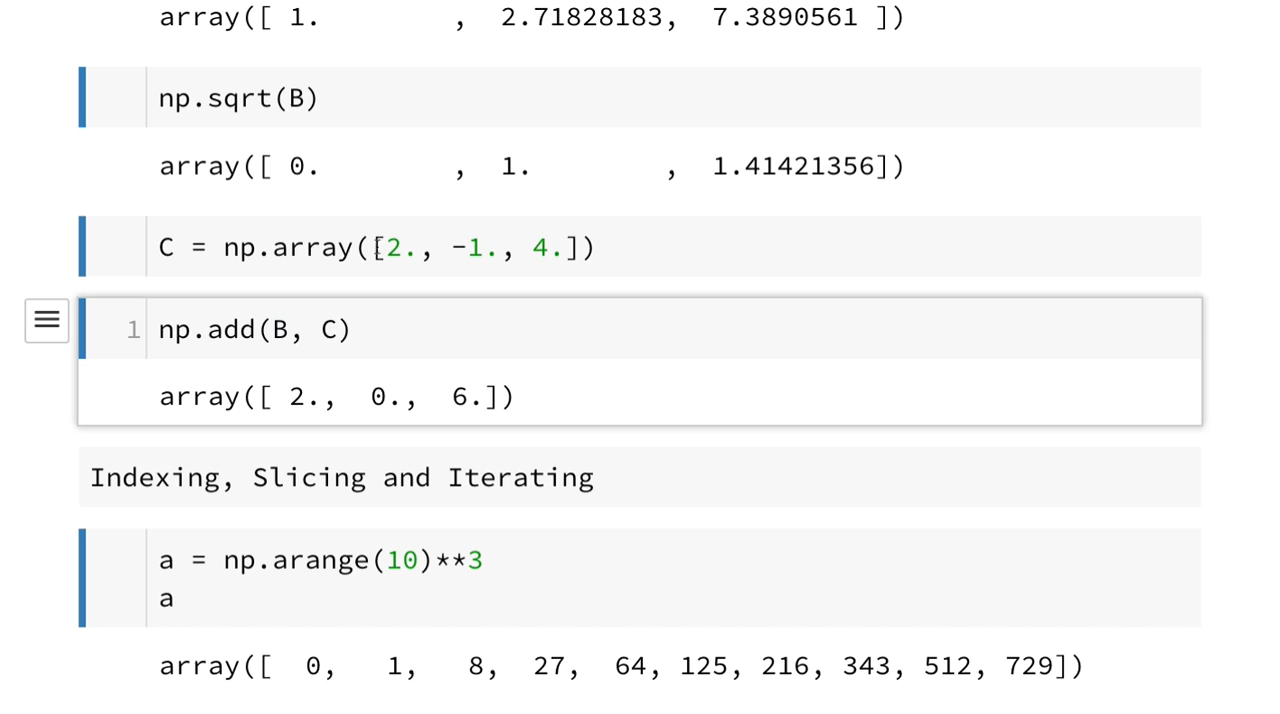 array([ 1.        ,  2.71828183,  7.3890561 ])
np.sqrt(B)
array([ 0.        ,  1.        ,  1.41421356])
C = np.array([2., -1., 4.])
1 np.add(B, C)
array([ 2.,  0.,  6.])
Indexing, Slicing and Iterating
a = np.arange(10)**3
a
array([  0,   1,   8,  27,  64, 125, 216, 343, 512, 729])